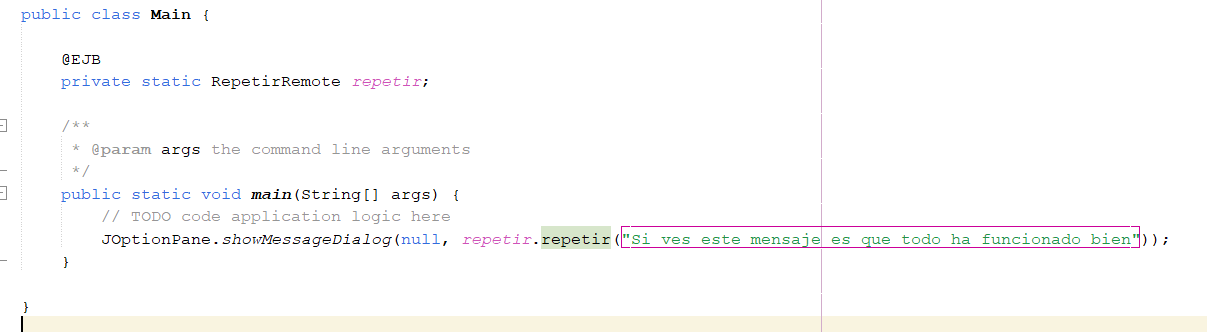 public class Main {
@EJB
private static RepetirRemote repetir;
/**
* @param args the command line arguments
*/
public static void main(String[] args) {
// TODO code application logic here
JOptionPane.showMessageDialog(null, repetir.repetir("Si ves este mensaje es que todo ha funcionado bien"));
}
}